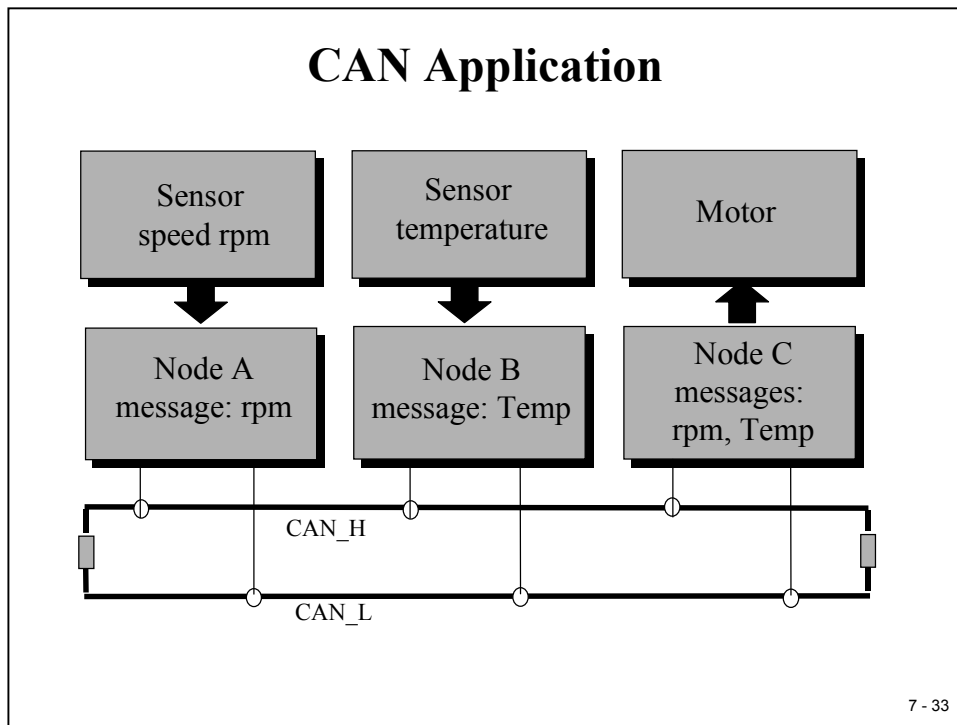 CAN Application
Sensor
speed rpm
Sensor
temperature
Motor
Node A
message: rpm
Node B
message: Temp
Node C
messages:
rpm, Temp
CAN_H
CAN_L
7 - 33